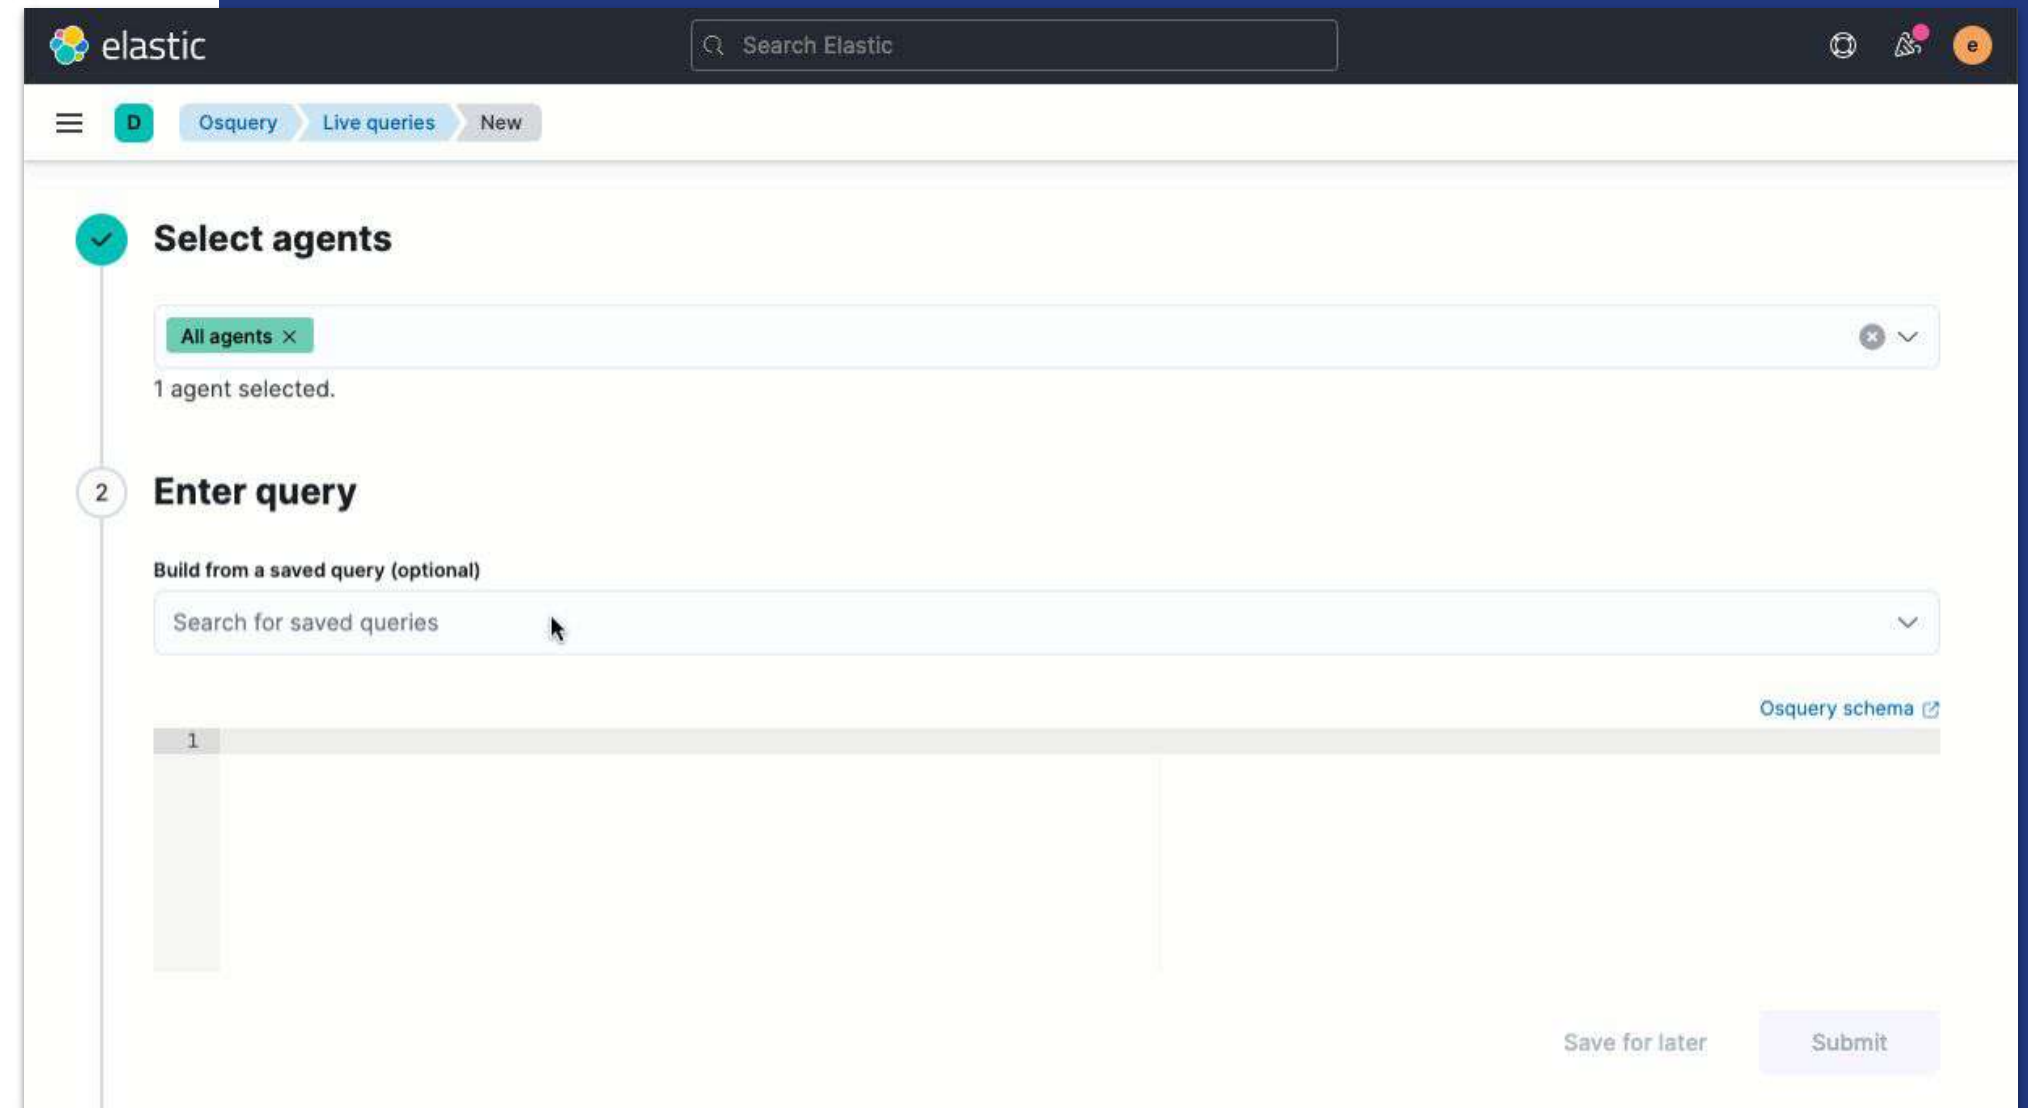 elastic
Search Elastic
e
D
Osquery
Live queries
New
Select agents
All agents
1 agent selected.
2
Enter query
Build from a saved query (optional)
Search for saved queries
Osquery schema
1
Save for later
Submit